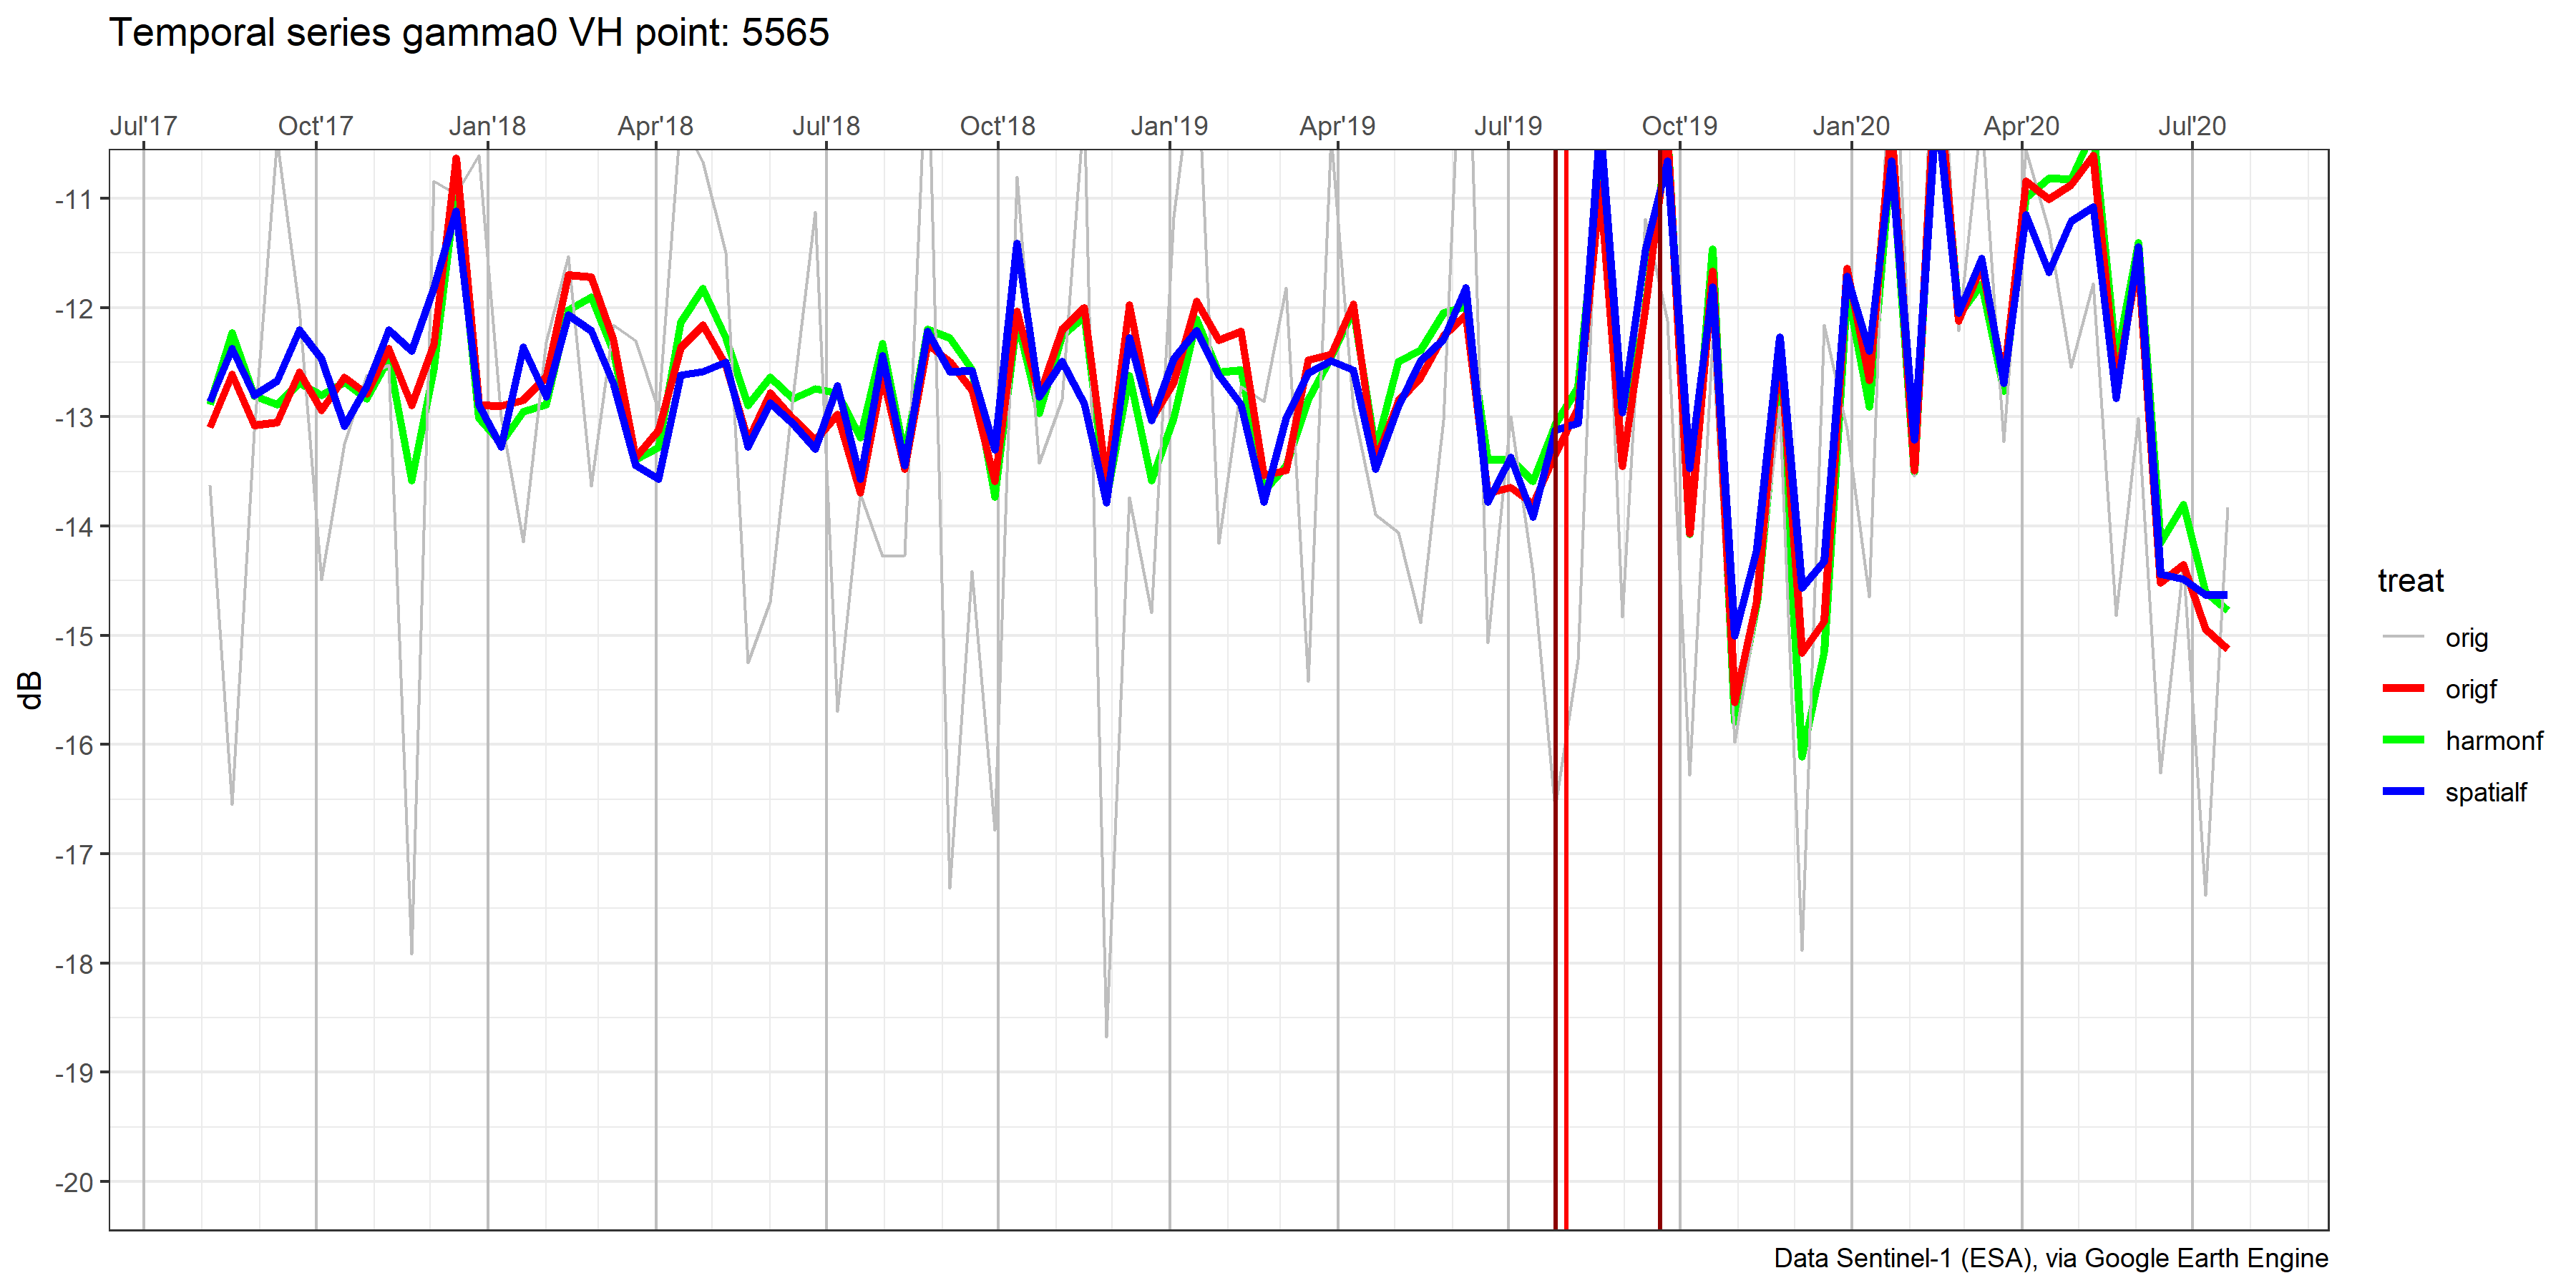 Temporal series gamma0 VH point: 5565
Jul'17 Oct'17 Jan'18 Apr'18 Jul'18 Oct'18 Jan'19 Apr'19 Jul'19 Oct'19 Jan'20 Apr'20 Jul'20
-11
-12
-13
-14
-15
-16
-17
-18
-19
-20
dB
treat
orig
origf
harmonf
spatialf
Data Sentinel-1 (ESA), via Google Earth Engine